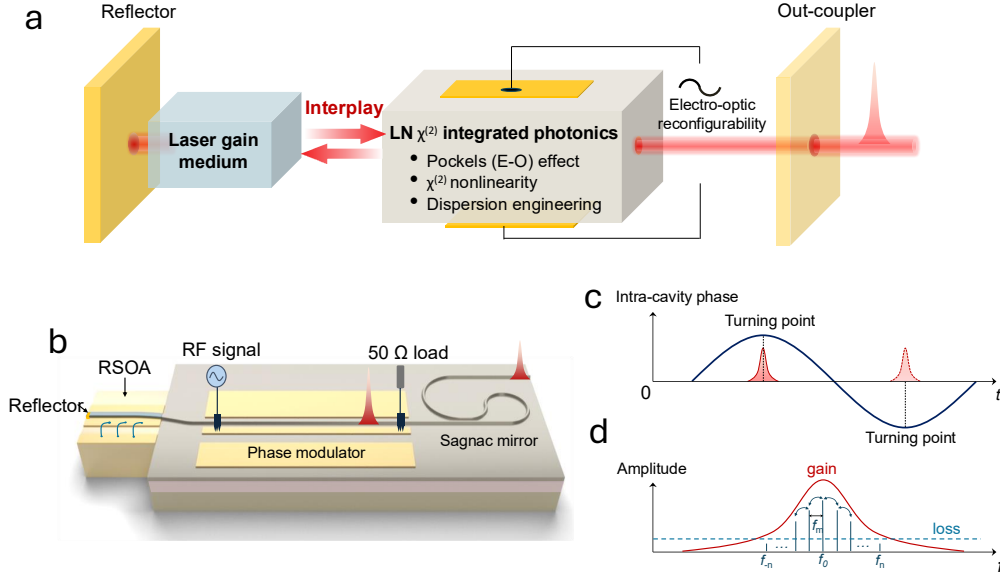 a
Reflector
Out-coupler
Laser gain
medium
Interplay
LN χ⁽²⁾ integrated photonics
• Pockels (E-O) effect
• χ⁽²⁾ nonlinearity
• Dispersion engineering
Electro-optic
reconfigurability
b
RSOA
Reflector
RF signal
50 Ω load
Phase modulator
Sagnac mirror
c
Intra-cavity phase
Turning point
0
t
Turning point
d
Amplitude
gain
loss
fₘ
f₋ₙ
...
f₀
...
fₙ